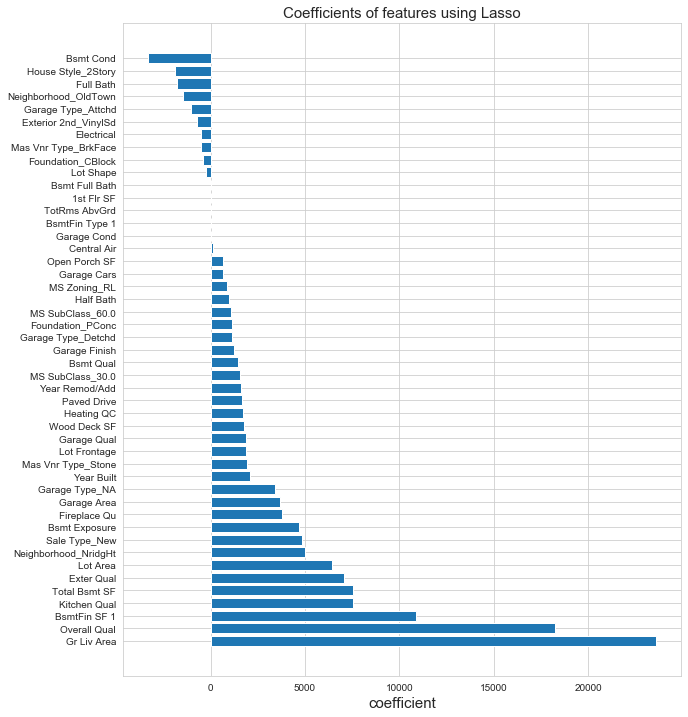 Coefficients of features using Lasso
Bsmt Cond
House Style_2Story
Full Bath
Neighborhood_OldTown
Garage Type_Attchd
Exterior 2nd_VinylSd
Electrical
Mas Vnr Type_BrkFace
Foundation_CBlock
Lot Shape
Bsmt Full Bath
1st Flr SF
TotRms AbvGrd
BsmtFin Type 1
Garage Cond
Central Air
Open Porch SF
Garage Cars
MS Zoning_RL
Half Bath
MS SubClass_60.0
Foundation_PConc
Garage Type_Detchd
Garage Finish
Bsmt Qual
MS SubClass_30.0
Year Remod/Add
Paved Drive
Heating QC
Wood Deck SF
Garage Qual
Lot Frontage
Mas Vnr Type_Stone
Year Built
Garage Type_NA
Garage Area
Fireplace Qu
Bsmt Exposure
Sale Type_New
Neighborhood_NridgHt
Lot Area
Exter Qual
Total Bsmt SF
Kitchen Qual
BsmtFin SF 1
Overall Qual
Gr Liv Area
0 5000 10000 15000 20000
coefficient